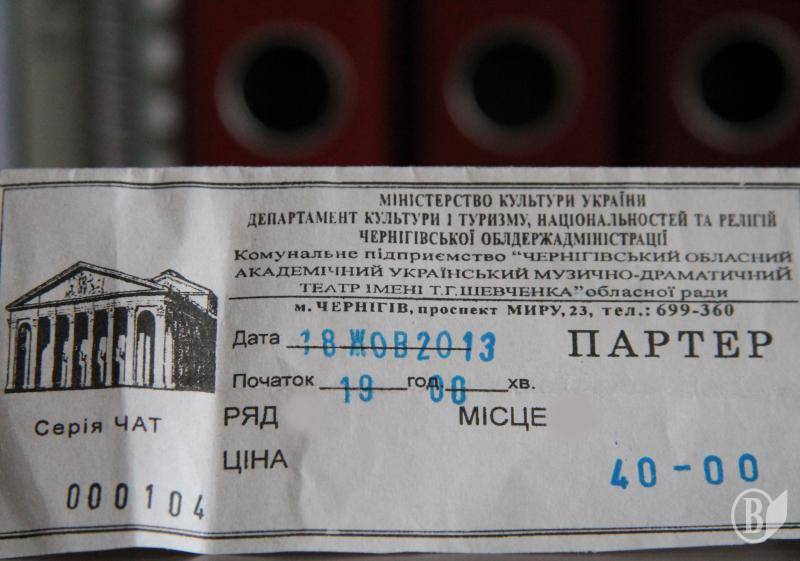 МІНІСТЕРСТВО КУЛЬТУРИ УКРАЇНИ
ДЕПАРТАМЕНТ КУЛЬТУРИ І ТУРИЗМУ, НАЦІОНАЛЬНОСТЕЙ ТА РЕЛІГІЙ
ЧЕРНІГІВСЬКОЇ ОБЛДЕРЖАДМІНІСТРАЦІЇ
Комунальне підприємство "ЧЕРНІГІВСЬКИЙ ОБЛАСНИЙ
АКАДЕМІЧНИЙ УКРАЇНСЬКИЙ МУЗИЧНО-ДРАМАТИЧНИЙ
ТЕАТР ІМЕНІ Т.Г.ШЕВЧЕНКА" обласної ради
м. ЧЕРНІГІВ, проспект МИРУ, 23, тел.: 699-360
Дата 18 ЖОВ 2013 ПАРТЕР
Початок 19 год. 00 хв.
Серія ЧАТ
РЯД МІСЦЕ
ЦІНА 40-00
000104
В